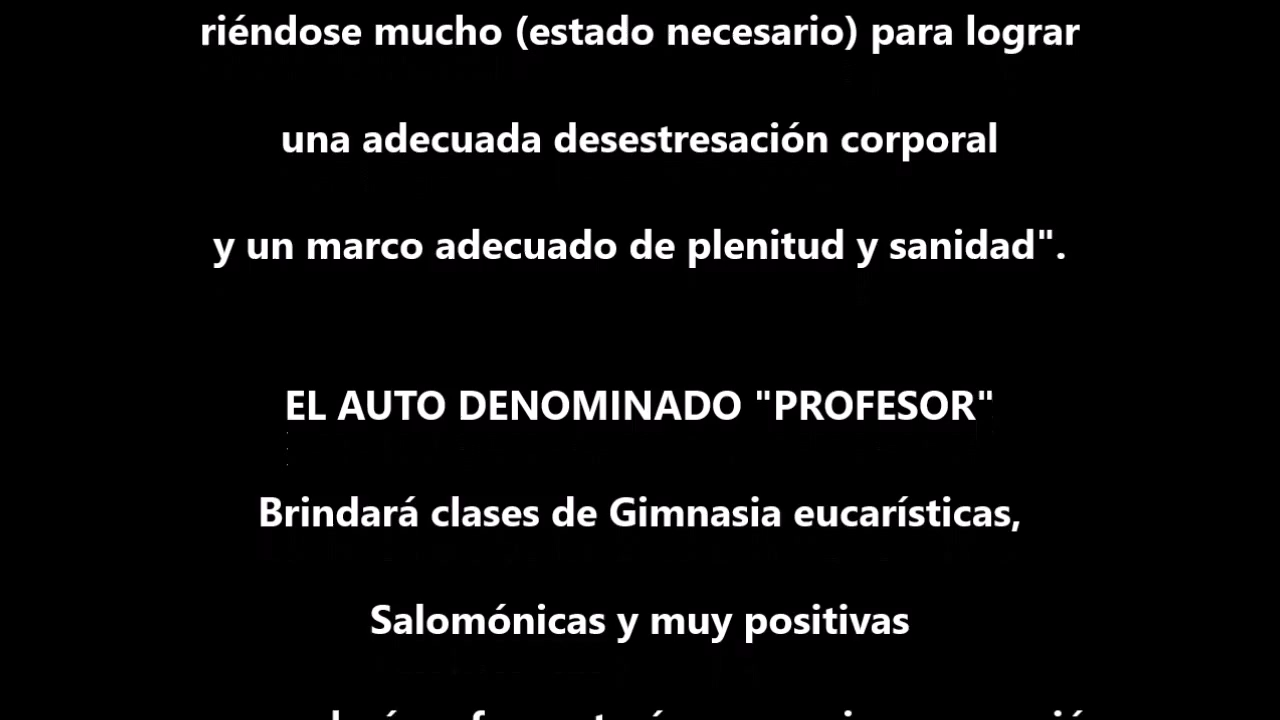 riéndose mucho (estado necesario) para lograr
una adecuada desestresación corporal
y un marco adecuado de plenitud y sanidad".
EL AUTO DENOMINADO "PROFESOR"
Brindará clases de Gimnasia eucarísticas,
Salomónicas y muy positivas